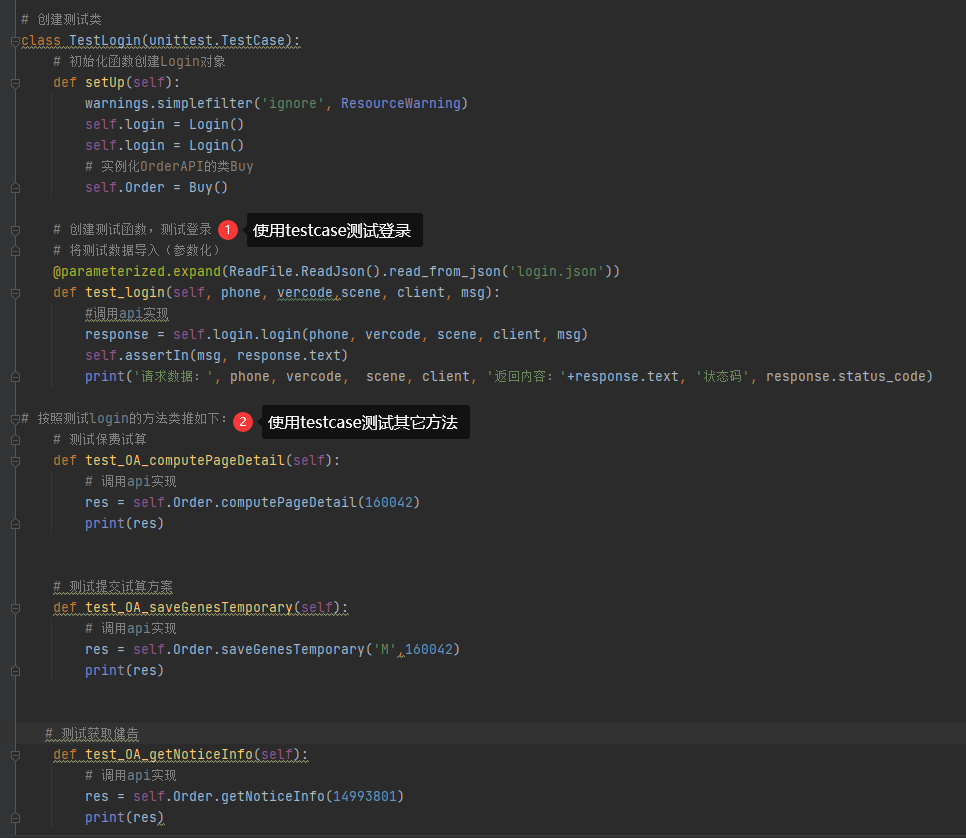 # 创建测试类
class TestLogin(unittest.TestCase):
# 初始化函数创建Login对象
def setUp(self):
warnings.simplefilter('ignore', ResourceWarning)
self.login = Login()
self.login = Login()
# 实例化OrderAPI的类Buy
self.Order = Buy()
# 创建测试函数，测试登录 1 使用testcase测试登录
# 将测试数据导入（参数化）
@parameterized.expand(ReadFile.ReadJson().read_from_json('login.json'))
def test_login(self, phone, vercode,scene, client, msg):
#调用api实现
response = self.login.login(phone, vercode, scene, client, msg)
self.assertIn(msg, response.text)
print('请求数据：', phone, vercode,  scene, client, '返回内容：'+response.text, '状态码', response.status_code)
# 按照测试login的方法类推如下： 2 使用testcase测试其它方法
# 测试保费试算
def test_OA_computePageDetail(self):
# 调用api实现
res = self.Order.computePageDetail(160042)
print(res)
# 测试提交试算方案
def test_OA_saveGenesTemporary(self):
# 调用api实现
res = self.Order.saveGenesTemporary('M',160042)
print(res)
# 测试获取健告
def test_OA_getNoticeInfo(self):
# 调用api实现
res = self.Order.getNoticeInfo(14993801)
print(res)